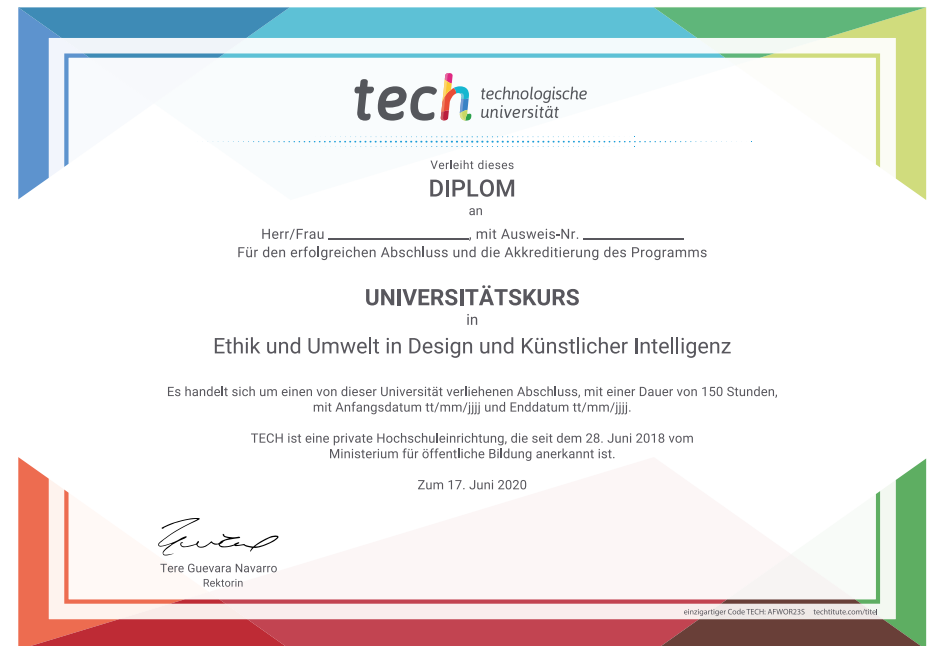 tech technologische
universität
Verleiht dieses
DIPLOM
an
Herr/Frau ________________, mit Ausweis-Nr. ____________
Für den erfolgreichen Abschluss und die Akkreditierung des Programms
UNIVERSITÄTSKURS
in
Ethik und Umwelt in Design und Künstlicher Intelligenz
Es handelt sich um einen von dieser Universität verliehenen Abschluss, mit einer Dauer von 150 Stunden,
mit Anfangsdatum tt/mm/jjjj und Enddatum tt/mm/jjjj.
TECH ist eine private Hochschuleinrichtung, die seit dem 28. Juni 2018 vom
Ministerium für öffentliche Bildung anerkannt ist.
Zum 17. Juni 2020
Tere Guevara Navarro
Rektorin
einzigartiger Code TECH: AFWOR23S techtitute.com/titel